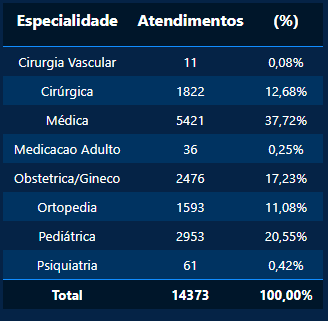 Especialidade Atendimentos (%)
Cirurgia Vascular 11 0,08%
Cirúrgica 1822 12,68%
Médica 5421 37,72%
Medicacao Adulto 36 0,25%
Obstetrica/Gineco 2476 17,23%
Ortopedia 1593 11,08%
Pediátrica 2953 20,55%
Psiquiatria 61 0,42%
Total 14373 100,00%